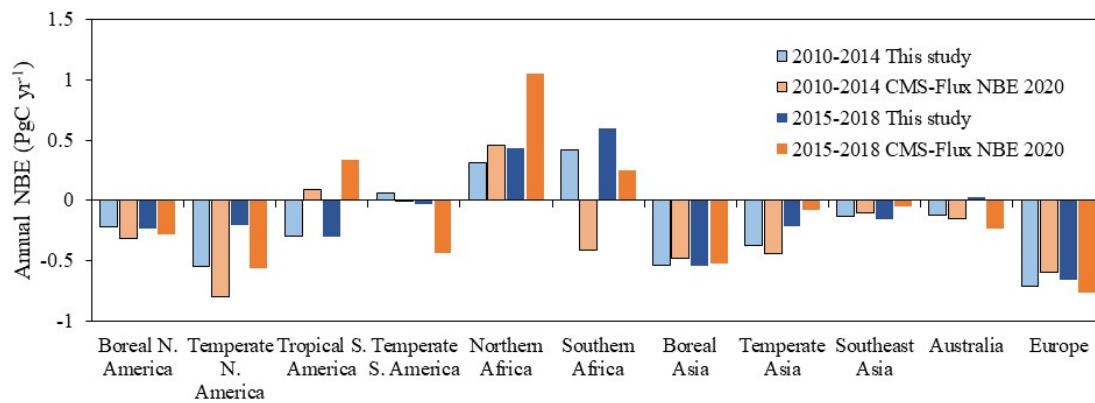 Annual NBE (PgC yr⁻¹)
1.5
1
0.5
0
-0.5
-1
2010-2014 This study
2010-2014 CMS-Flux NBE 2020
2015-2018 This study
2015-2018 CMS-Flux NBE 2020
Boreal N.
America
Temperate
N.
America
Tropical S.
America
Temperate
S. America
Northern
Africa
Southern
Africa
Boreal
Asia
Temperate
Asia
Southeast
Asia
Australia
Europe